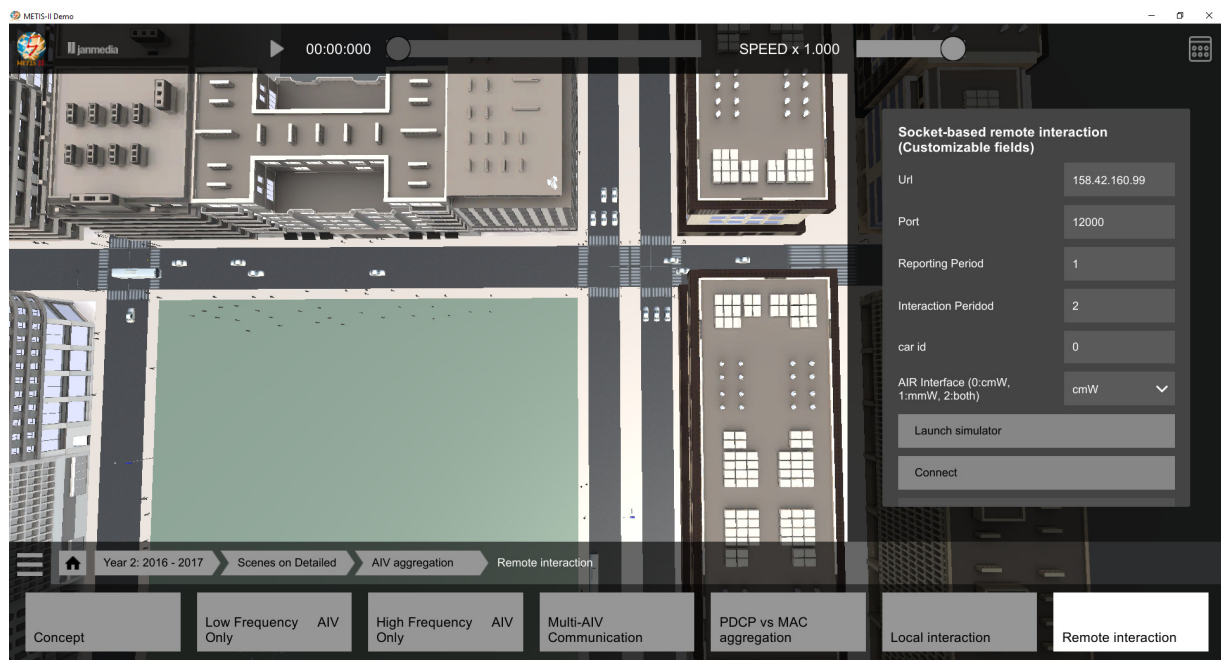 METIS-II Demo
METIS II
janmedia
00:00:000
SPEED x 1.000
Socket-based remote interaction
(Customizable fields)
Url
158.42.160.99
Port
12000
Reporting Period
1
Interaction Peridod
2
car id
0
AIR Interface (0:cmW,
1:mmW, 2:both)
cmW
Launch simulator
Connect
Year 2: 2016 - 2017
Scenes on Detailed
AIV aggregation
Remote interaction
Concept
Low Frequency AIV
Only
High Frequency AIV
Only
Multi-AIV
Communication
PDCP vs MAC
aggregation
Local interaction
Remote interaction